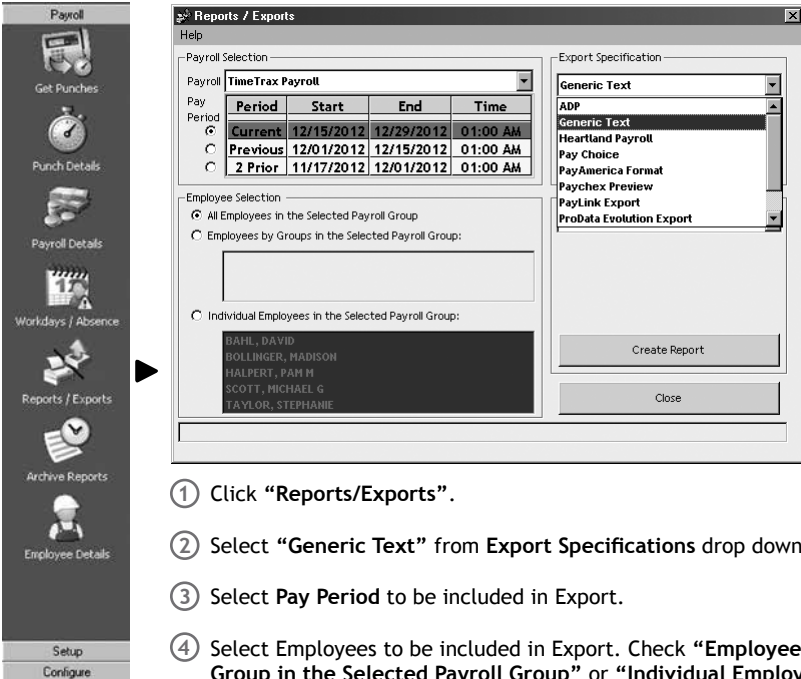 Payroll
Get Punches
Punch Details
Payroll Details
17
Workdays / Absence
Reports / Exports
Archive Reports
Employee Details
Setup
Configure
Reports / Exports
Help
Payroll Selection
Payroll TimeTrax Payroll
Pay Period
Period Start End Time
Current 12/15/2012 12/29/2012 01:00 AM
Previous 12/01/2012 12/15/2012 01:00 AM
2 Prior 11/17/2012 12/01/2012 01:00 AM
Employee Selection
All Employees in the Selected Payroll Group
Employees by Groups in the Selected Payroll Group:
Individual Employees in the Selected Payroll Group:
BAHL, DAVID
BOLLINGER, MADISON
HALPERT, PAM M
SCOTT, MICHAEL G
TAYLOR, STEPHANIE
Export Specification
Generic Text
ADP
Generic Text
Heartland Payroll
Pay Choice
PayAmerica Format
Paychex Preview
PayLink Export
ProData Evolution Export
Create Report
Close
1 Click “Reports/Exports”.
2 Select “Generic Text” from Export Specifications drop down
3 Select Pay Period to be included in Export.
4 Select Employees to be included in Export. Check “Employee
Group in the Selected Payroll Group” or “Individual Employ